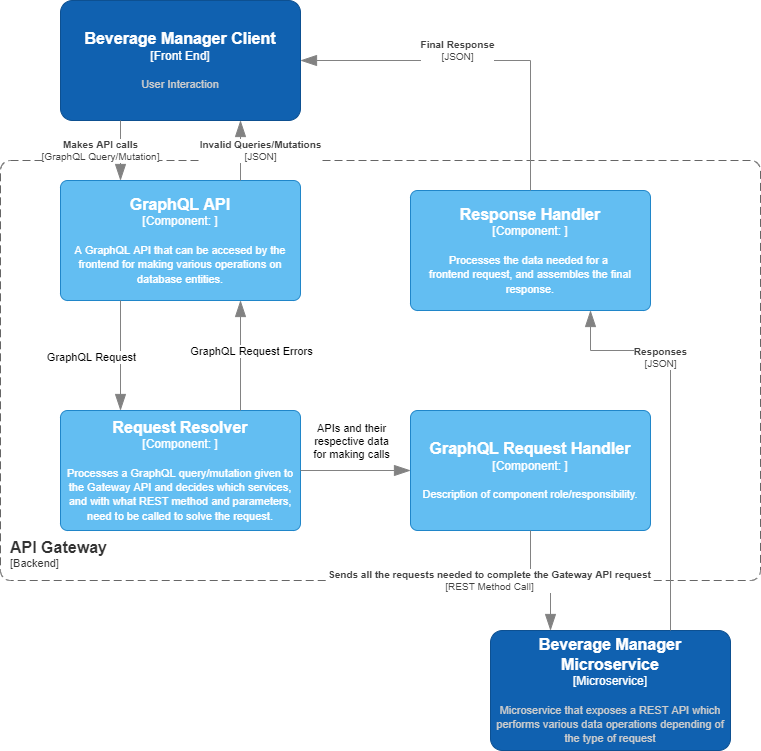 Beverage Manager Client
[Front End]
User Interaction
Final Response
[JSON]
Makes API calls
[GraphQL Query/Mutation]
Invalid Queries/Mutations
[JSON]
GraphQL API
[Component: ]
A GraphQL API that can be accesed by the
frontend for making various operations on
database entities.
Response Handler
[Component: ]
Processes the data needed for a
frontend request, and assembles the final
response.
GraphQL Request
GraphQL Request Errors
Responses
[JSON]
Request Resolver
[Component: ]
Processes a GraphQL query/mutation given to
the Gateway API and decides which services,
and with what REST method and parameters,
need to be called to solve the request.
APIs and their
respective data
for making calls
GraphQL Request Handler
[Component: ]
Description of component role/responsibility.
API Gateway
[Backend]
Sends all the requests needed to complete the Gateway API request
[REST Method Call]
Beverage Manager
Microservice
[Microservice]
Microservice that exposes a REST API which
performs various data operations depending of
the type of request